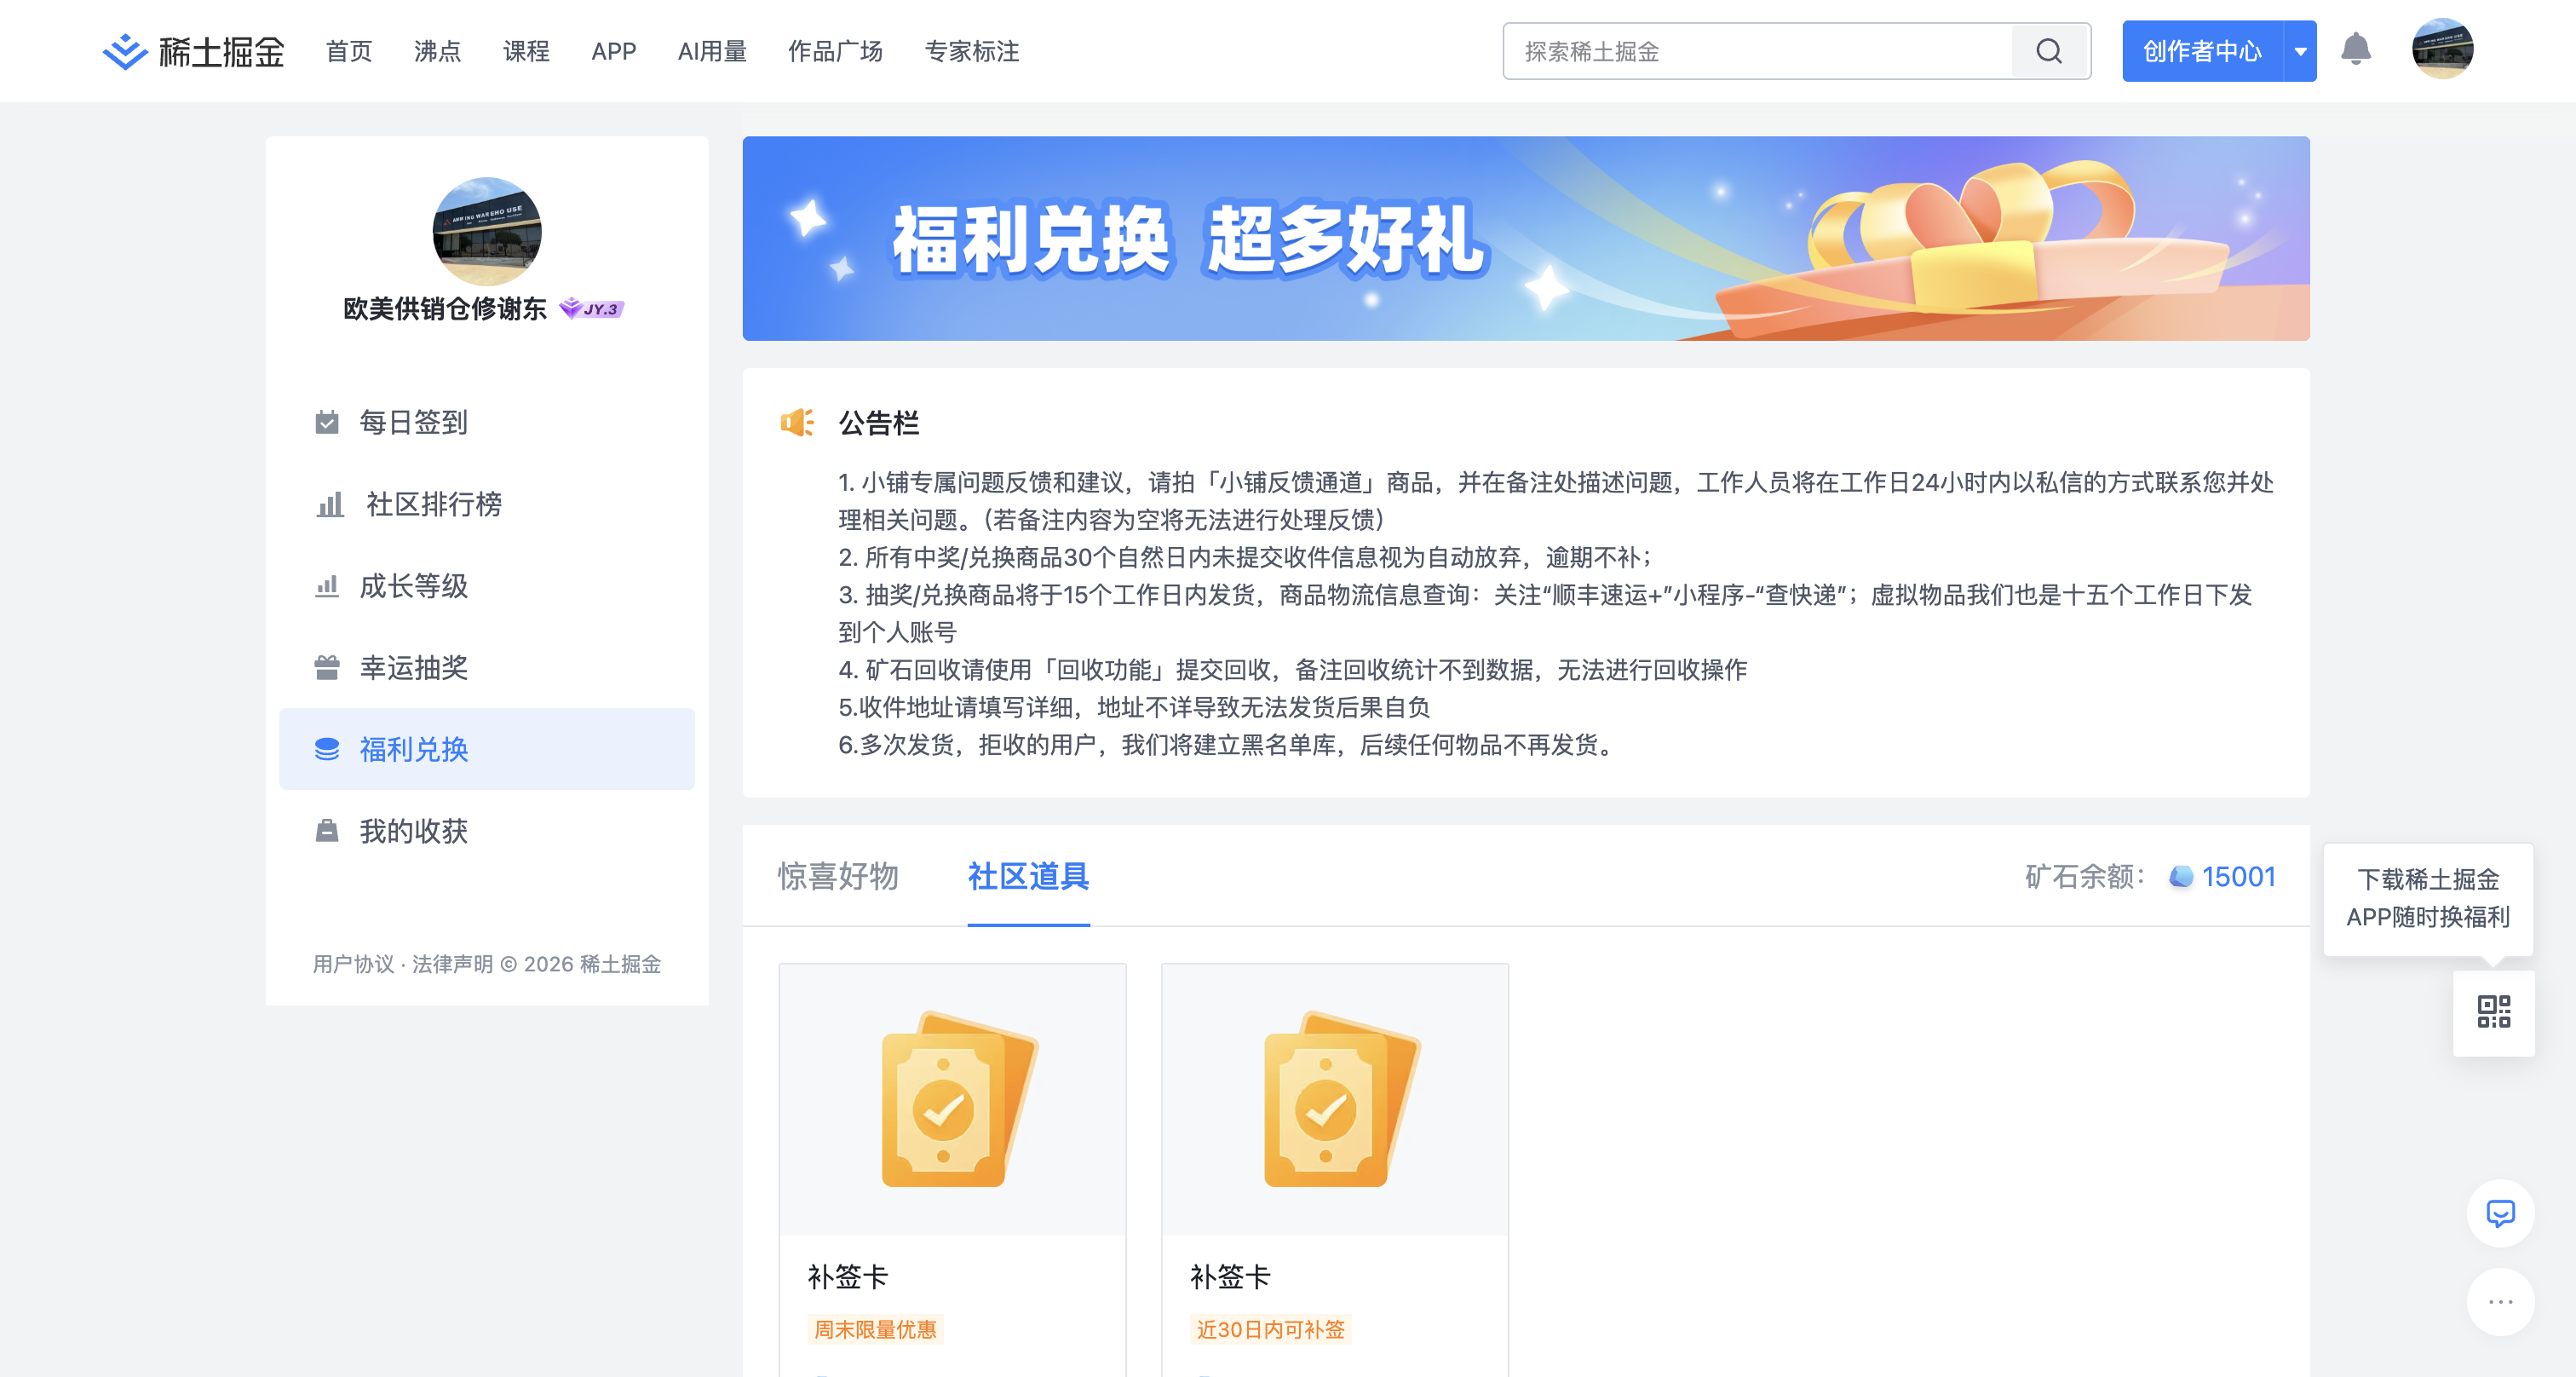 稀土掘金 首页 沸点 课程 APP AI用量 作品广场 专家标注 探索稀土掘金 创作者中心
欧美供销仓修谢东 JY.3
每日签到
社区排行榜
成长等级
幸运抽奖
福利兑换
我的收获
用户协议 · 法律声明 © 2026 稀土掘金
福利兑换 超多好礼
公告栏
1. 小铺专属问题反馈和建议，请拍「小铺反馈通道」商品，并在备注处描述问题，工作人员将在工作日24小时内以私信的方式联系您并处
理相关问题。（若备注内容为空将无法进行处理反馈）
2. 所有中奖/兑换商品30个自然日内未提交收件信息视为自动放弃，逾期不补；
3. 抽奖/兑换商品将于15个工作日内发货，商品物流信息查询：关注“顺丰速运+”小程序-“查快递”；虚拟物品我们也是十五个工作日下发
到个人账号
4. 矿石回收请使用「回收功能」提交回收，备注回收统计不到数据，无法进行回收操作
5.收件地址请填写详细，地址不详导致无法发货后果自负
6.多次发货，拒收的用户，我们将建立黑名单库，后续任何物品不再发货。
惊喜好物 社区道具 矿石余额： 15001
补签卡
周末限量优惠
补签卡
近30日内可补签
下载稀土掘金
APP随时换福利